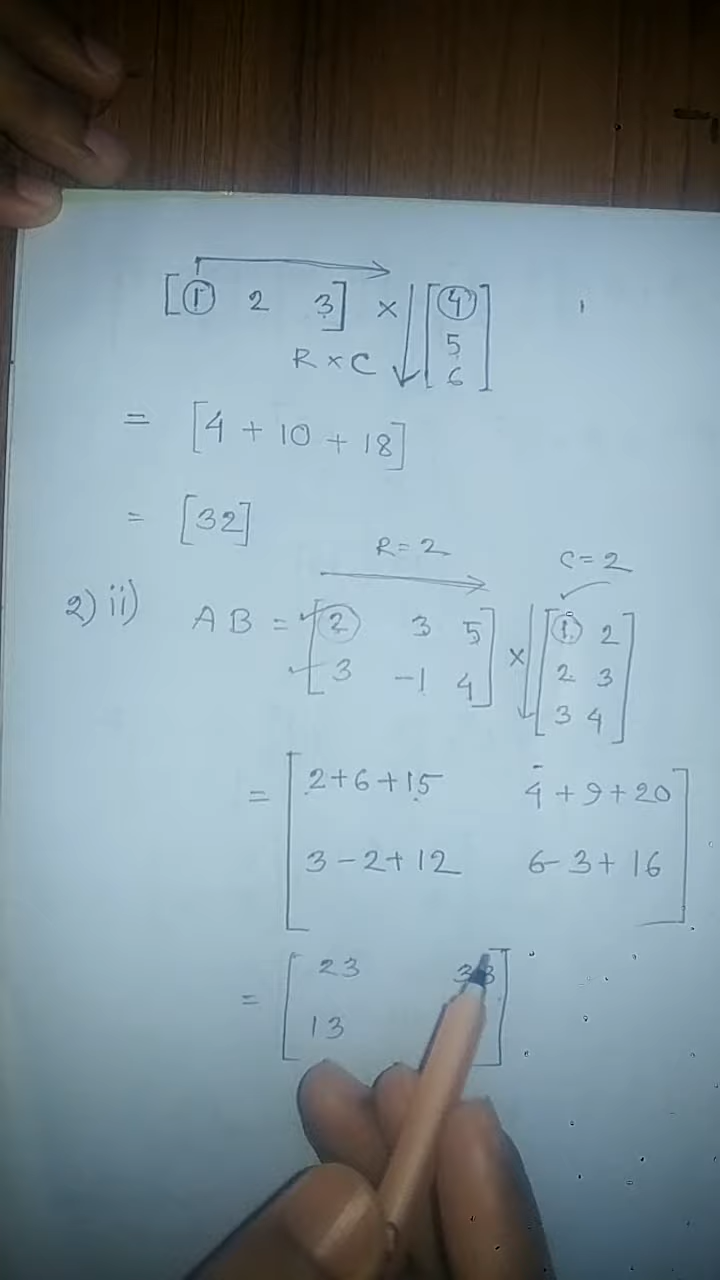 [1 2 3] × [4
5
6]
R × C
= [4 + 10 + 18]
= [32]
R = 2
C = 2
2) ii) AB = [2 3 5 × [1 2
3 -1 4] 2 3
3 4]
= [2+6+15 4+9+20
3-2+12 6-3+16]
= [23 33
13 ]